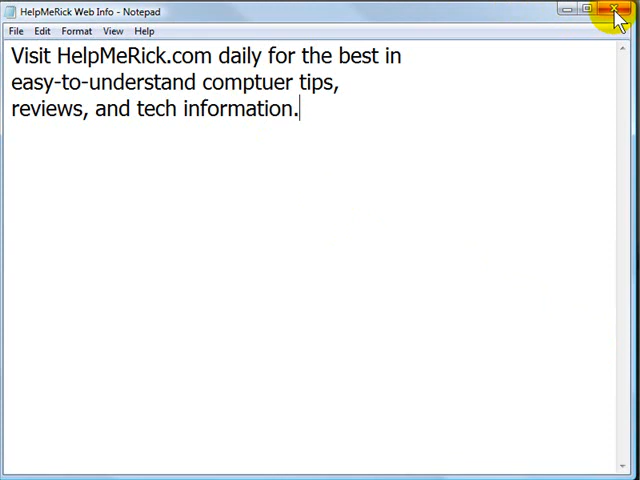 HelpMeRick Web Info - Notepad
File Edit Format View Help
Visit HelpMeRick.com daily for the best in
easy-to-understand comptuer tips,
reviews, and tech information.